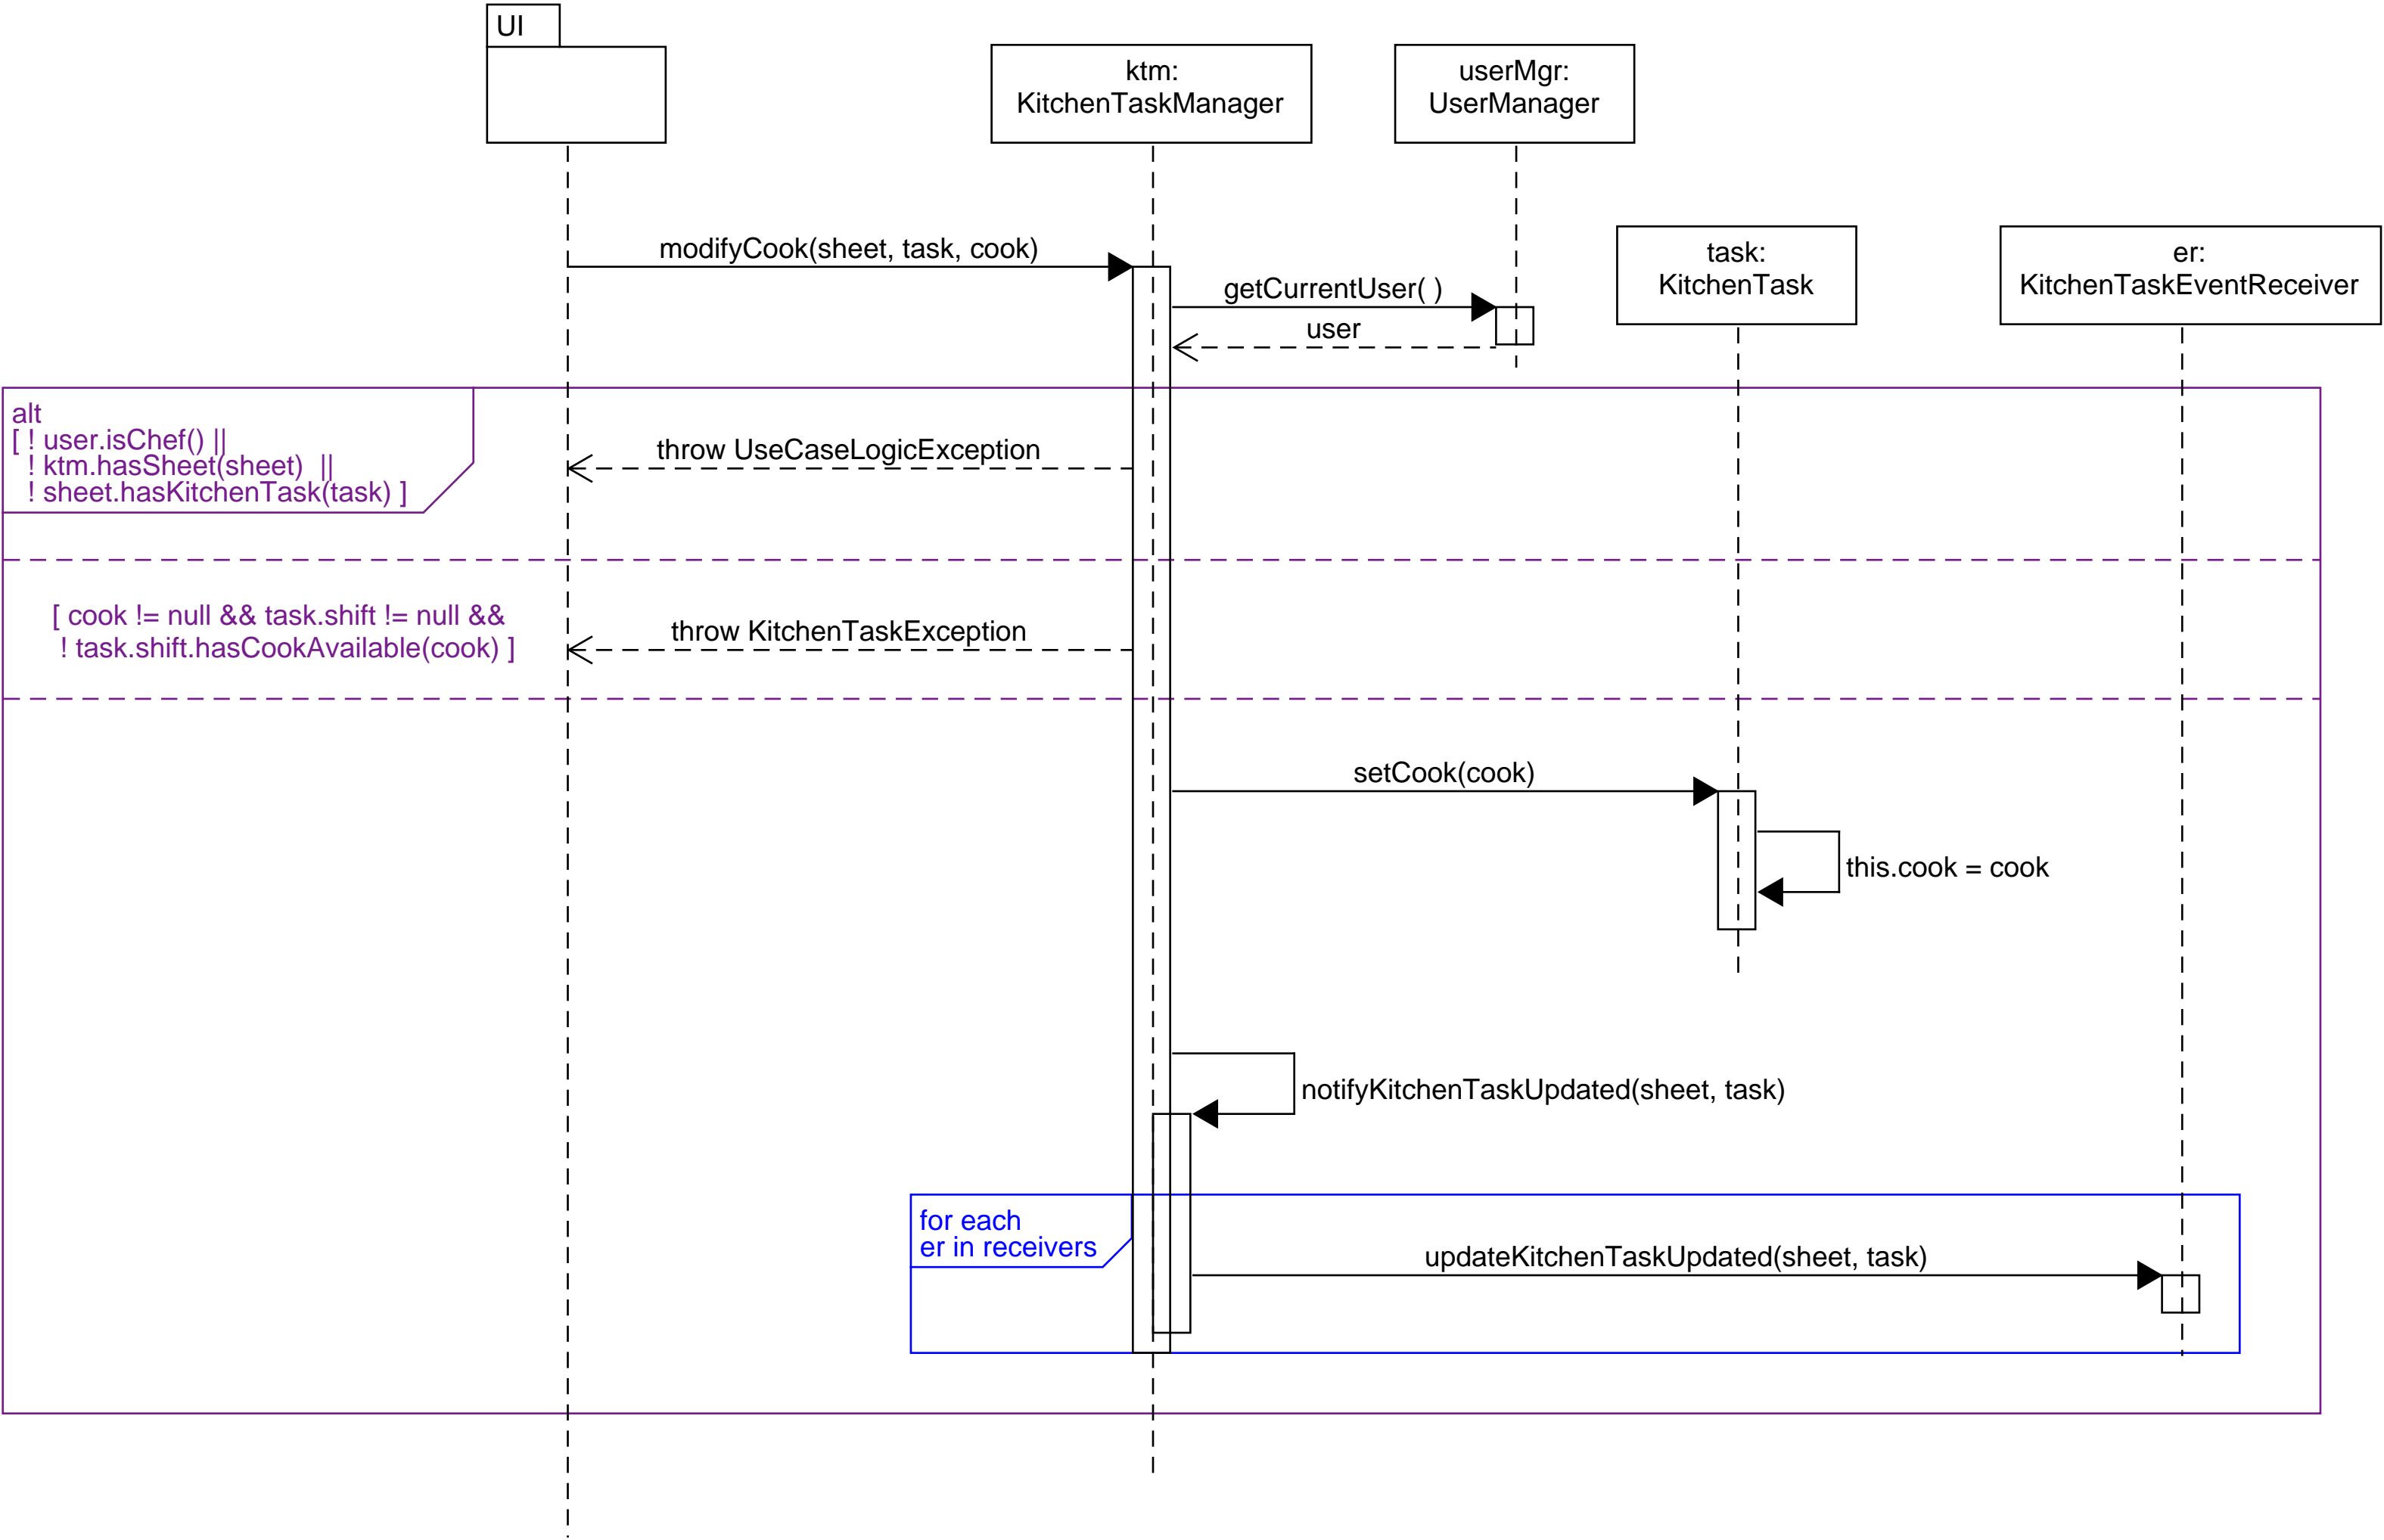 UI
ktm:
KitchenTaskManager
userMgr:
UserManager
task:
KitchenTask
er:
KitchenTaskEventReceiver
modifyCook(sheet, task, cook)
getCurrentUser( )
user
alt
[ ! user.isChef() ||
! ktm.hasSheet(sheet)  ||
! sheet.hasKitchenTask(task) ]
throw UseCaseLogicException
[ cook != null && task.shift != null &&
! task.shift.hasCookAvailable(cook) ]
throw KitchenTaskException
setCook(cook)
this.cook = cook
notifyKitchenTaskUpdated(sheet, task)
for each
er in receivers
updateKitchenTaskUpdated(sheet, task)